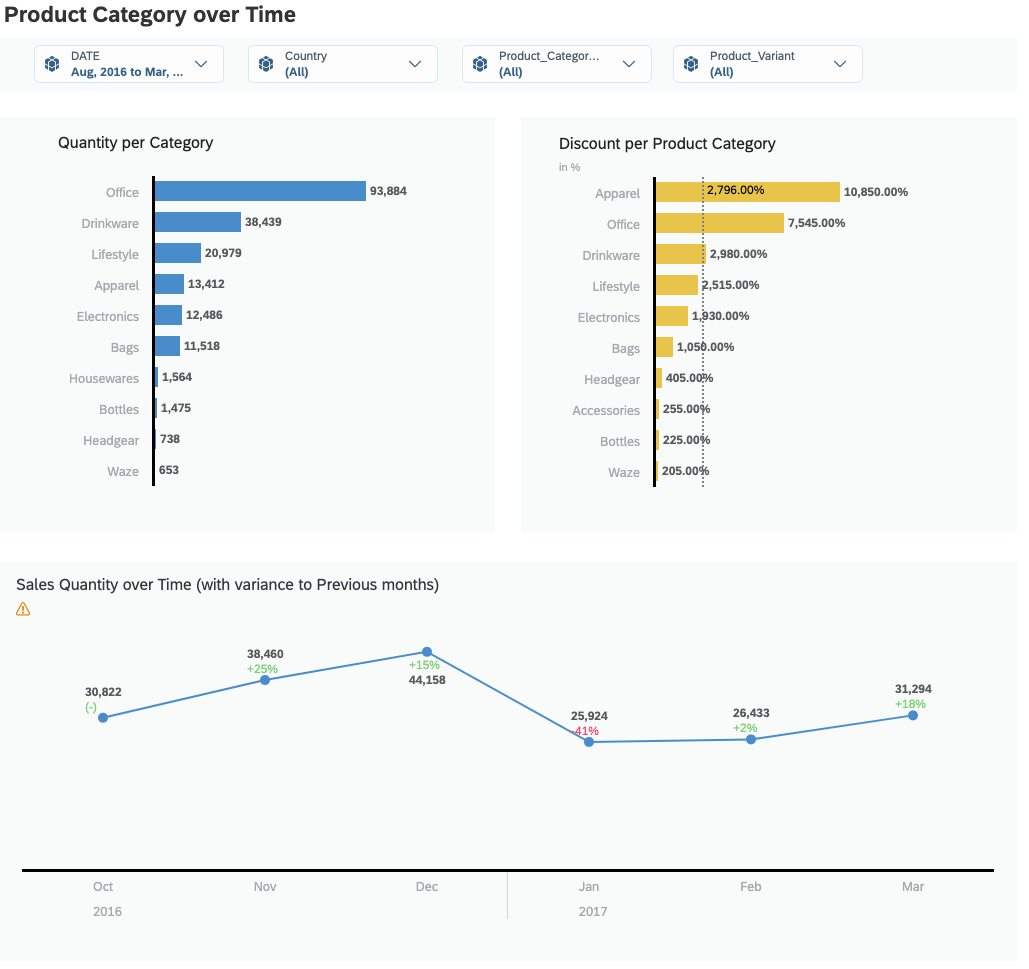 Product Category over Time
DATE
Aug, 2016 to Mar, ...
Country
(All)
Product_Categor...
(All)
Product_Variant
(All)
Quantity per Category
Office 93,884
Drinkware 38,439
Lifestyle 20,979
Apparel 13,412
Electronics 12,486
Bags 11,518
Housewares 1,564
Bottles 1,475
Headgear 738
Waze 653
Discount per Product Category
in %
Apparel 2,796.00% 10,850.00%
Office 7,545.00%
Drinkware 2,980.00%
Lifestyle 2,515.00%
Electronics 1,930.00%
Bags 1,050.00%
Headgear 405.00%
Accessories 255.00%
Bottles 225.00%
Waze 205.00%
Sales Quantity over Time (with variance to Previous months)
30,822
(-)
38,460
+25%
+15%
44,158
25,924
-41%
26,433
+2%
31,294
+18%
Oct Nov Dec Jan Feb Mar
2016 2017